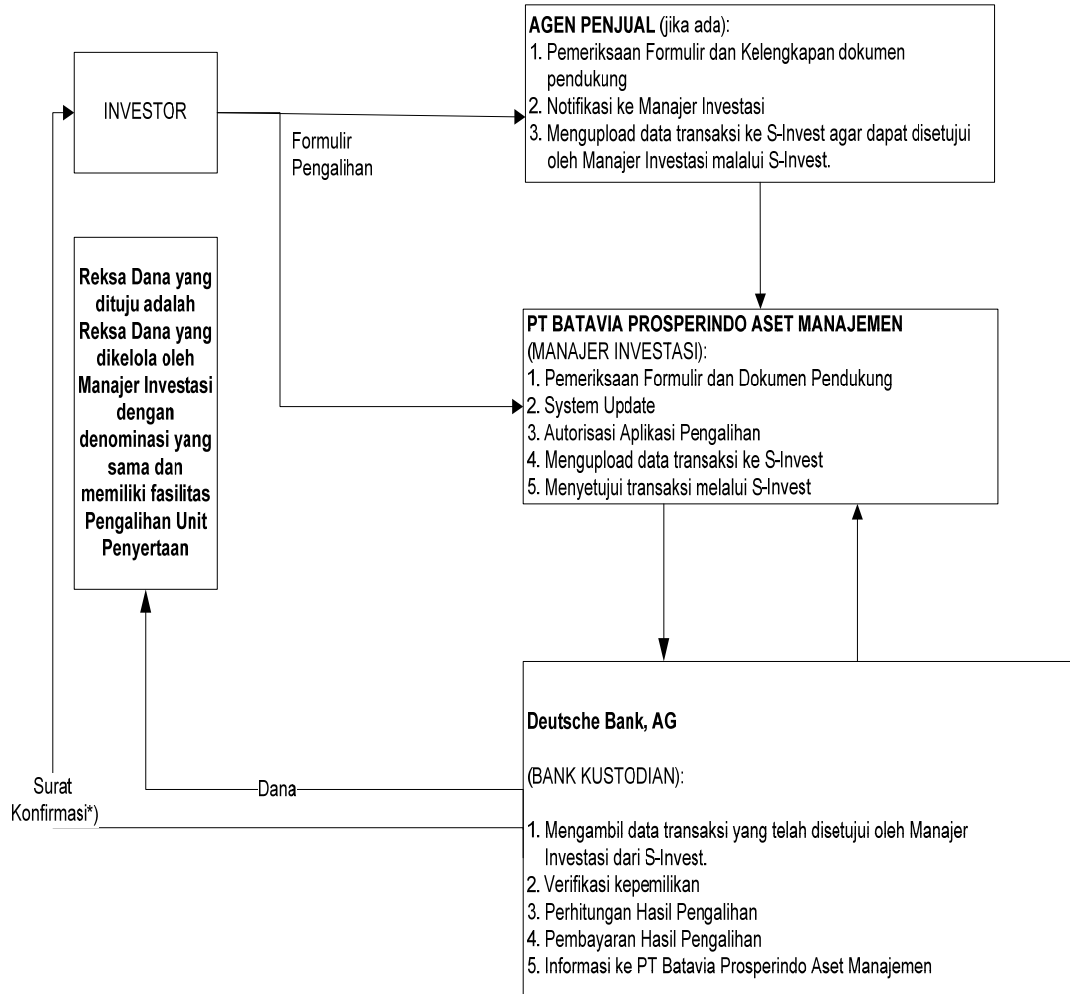 AGEN PENJUAL (jika ada):
1. Pemeriksaan Formulir dan Kelengkapan dokumen
pendukung
2. Notifikasi ke Manajer Investasi
3. Mengupload data transaksi ke S-Invest agar dapat disetujui
oleh Manajer Investasi malalui S-Invest.
INVESTOR
Formulir
Pengalihan
Reksa Dana yang
dituju adalah
Reksa Dana yang
dikelola oleh
Manajer Investasi
dengan
denominasi yang
sama dan
memiliki fasilitas
Pengalihan Unit
Penyertaan
PT BATAVIA PROSPERINDO ASET MANAJEMEN
(MANAJER INVESTASI):
1. Pemeriksaan Formulir dan Dokumen Pendukung
2. System Update
3. Autorisasi Aplikasi Pengalihan
4. Mengupload data transaksi ke S-Invest
5. Menyetujui transaksi melalui S-Invest
Deutsche Bank, AG
(BANK KUSTODIAN):
1. Mengambil data transaksi yang telah disetujui oleh Manajer
Investasi dari S-Invest.
2. Verifikasi kepemilikan
3. Perhitungan Hasil Pengalihan
4. Pembayaran Hasil Pengalihan
5. Informasi ke PT Batavia Prosperindo Aset Manajemen
Dana
Surat
Konfirmasi*)